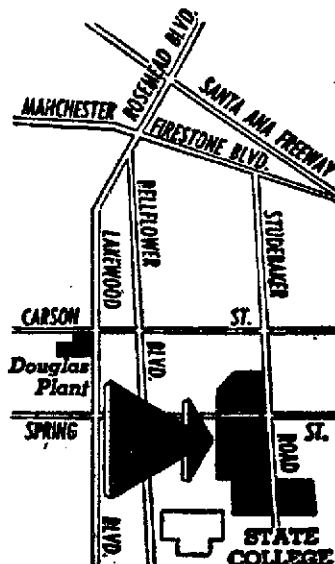 ROSEMEAD BLVD.
MANCHESTER
SANTA ANA FREEWAY
FIRESTONE BLVD.
LAKEWOOD
BELLFLOWER
STUDEBAKER
CARSON
ST.
Douglas
Plant
BLVD.
SPRING
ST.
ROAD
BLVD.
STATE
COLLEGE